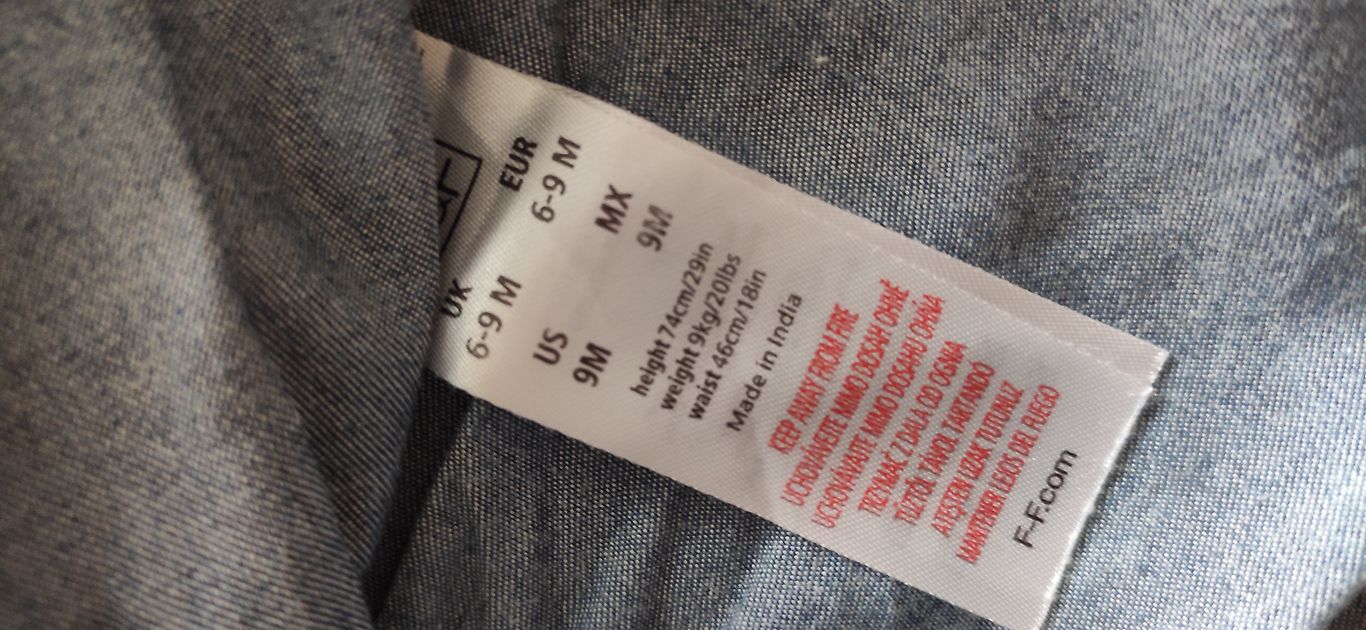 UK EUR
6-9 M 6-9 M
US MX
9M 9M
height 74cm/29in
weight 9kg/20lbs
waist 46cm/18in
Made in India
KEEP AWAY FROM FIRE
UCHOVÁVEJTE MIMO DOSAH OHNĚ
UCHOVÁVAJTE MIMO DOSAHU OHŇA
TRZYMAĆ Z DALA OD OGNIA
TŰZTŐL TÁVOL TARTANDÓ
ATEŞTEN UZAK TUTUNUZ
MANTENER LEJOS DEL FUEGO
F-F.com